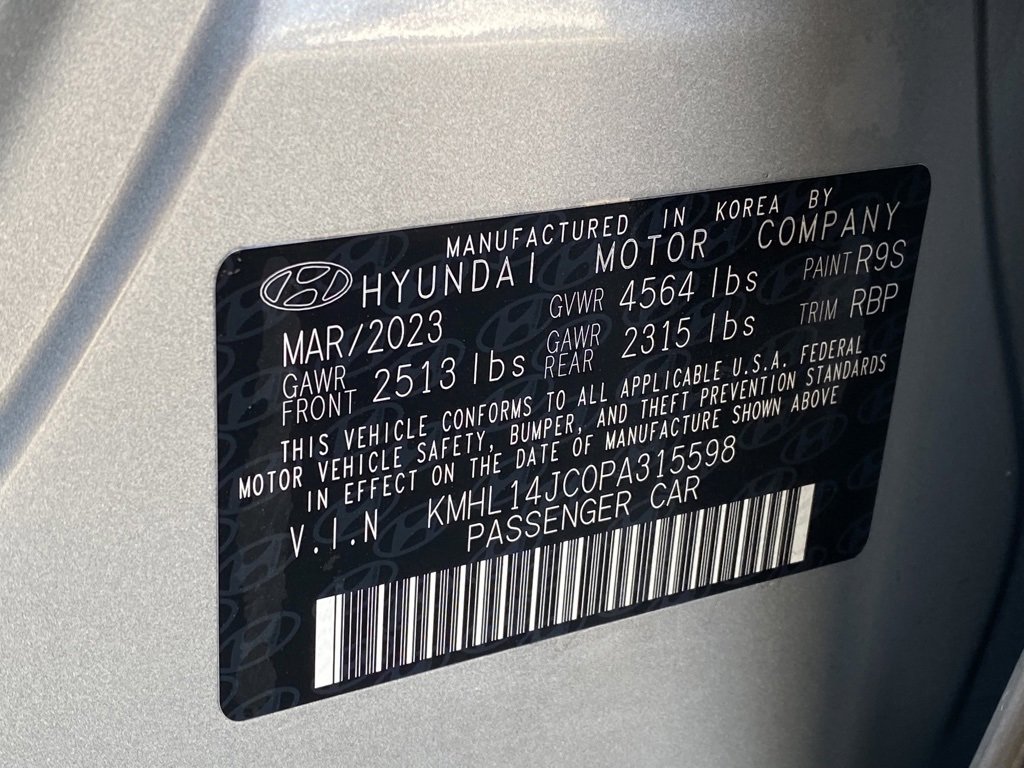 MANUFACTURED IN KOREA BY
HYUNDAI MOTOR COMPANY
MAR/2023 GVWR 4564 lbs PAINT R9S
GAWR FRONT 2513 lbs GAWR REAR 2315 lbs TRIM RBP
THIS VEHICLE CONFORMS TO ALL APPLICABLE U.S.A. FEDERAL
MOTOR VEHICLE SAFETY, BUMPER, AND THEFT PREVENTION STANDARDS
IN EFFECT ON THE DATE OF MANUFACTURE SHOWN ABOVE
V.I.N KMHL14JC0PA315598
PASSENGER CAR